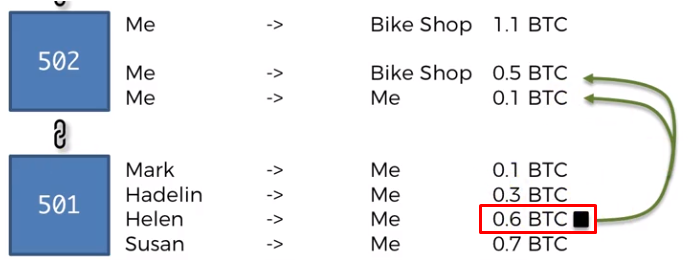 502
Me -> Bike Shop 1.1 BTC
Me -> Bike Shop 0.5 BTC
Me -> Me 0.1 BTC
501
Mark -> Me 0.1 BTC
Hadelin -> Me 0.3 BTC
Helen -> Me 0.6 BTC
Susan -> Me 0.7 BTC